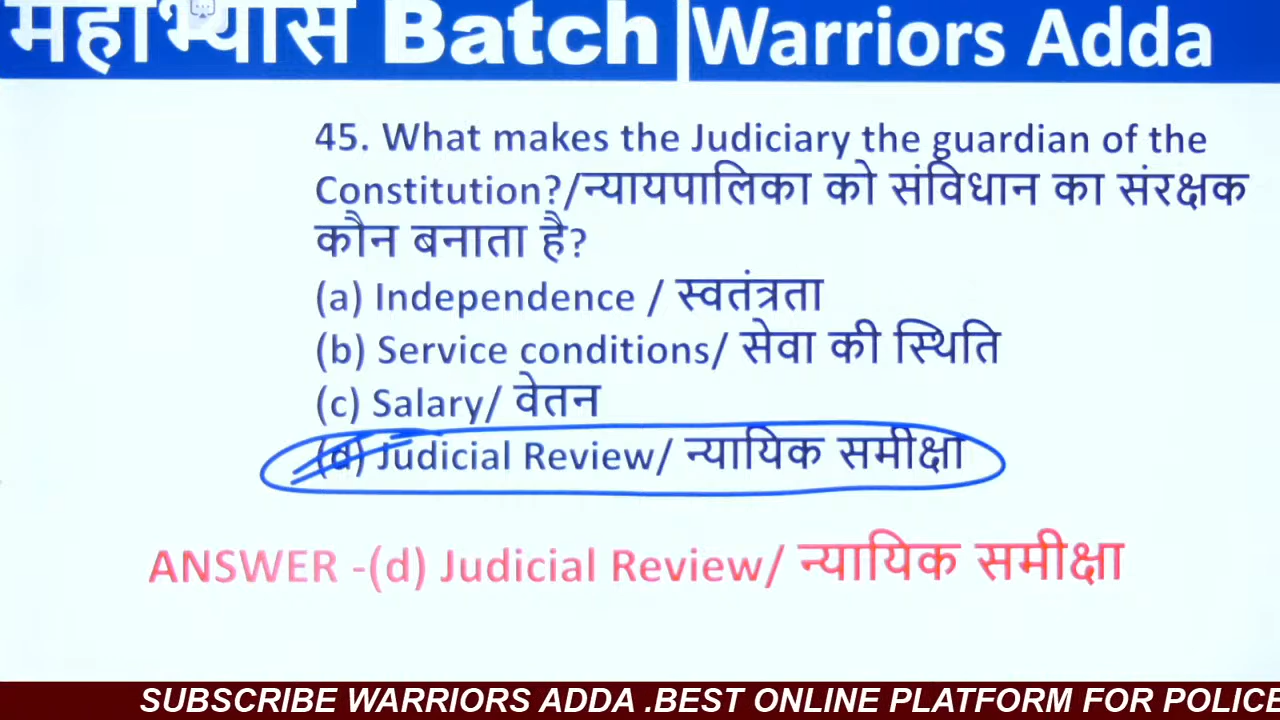 महाभ्यास Batch Warriors Adda
45. What makes the Judiciary the guardian of the
Constitution?/न्यायपालिका को संविधान का संरक्षक
कौन बनाता है?
(a) Independence / स्वतंत्रता
(b) Service conditions/ सेवा की स्थिति
(c) Salary/ वेतन
(d) Judicial Review/ न्यायिक समीक्षा
ANSWER -(d) Judicial Review/ न्यायिक समीक्षा
SUBSCRIBE WARRIORS ADDA .BEST ONLINE PLATFORM FOR POLICE